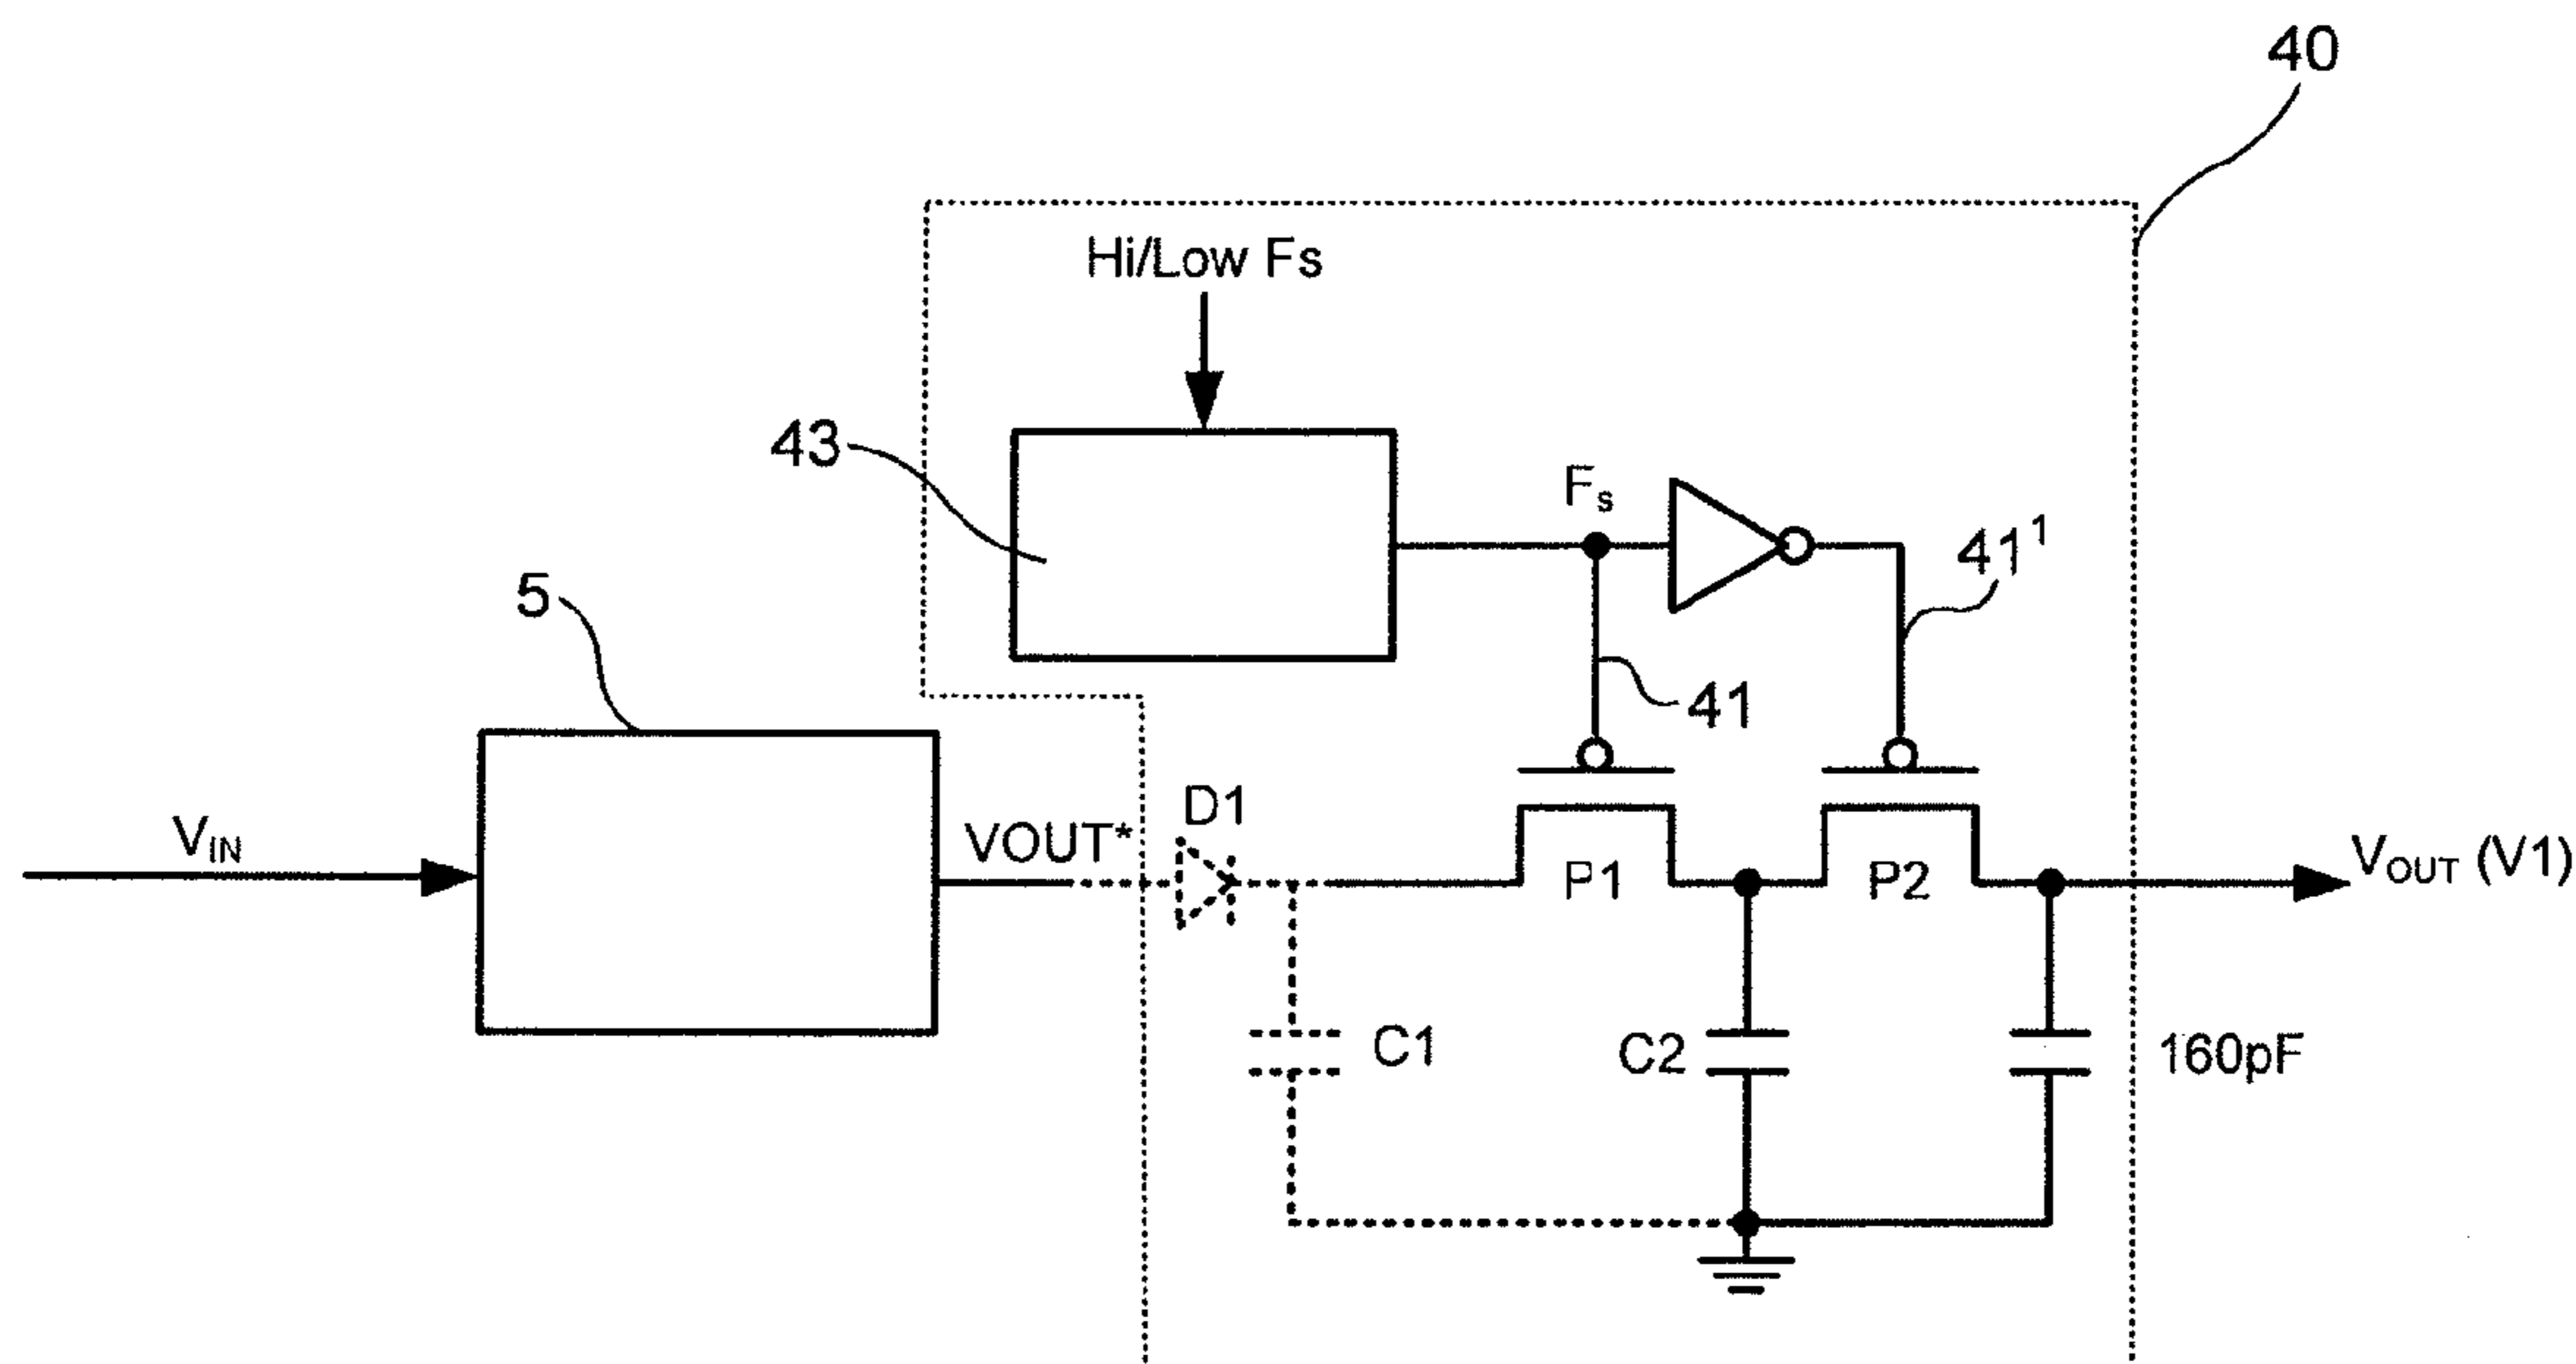 40
Hi/Low Fs
43
Fs
41¹
5
41
VIN
VOUT*
D1
P1
P2
VOUT (V1)
C1
C2
160pF